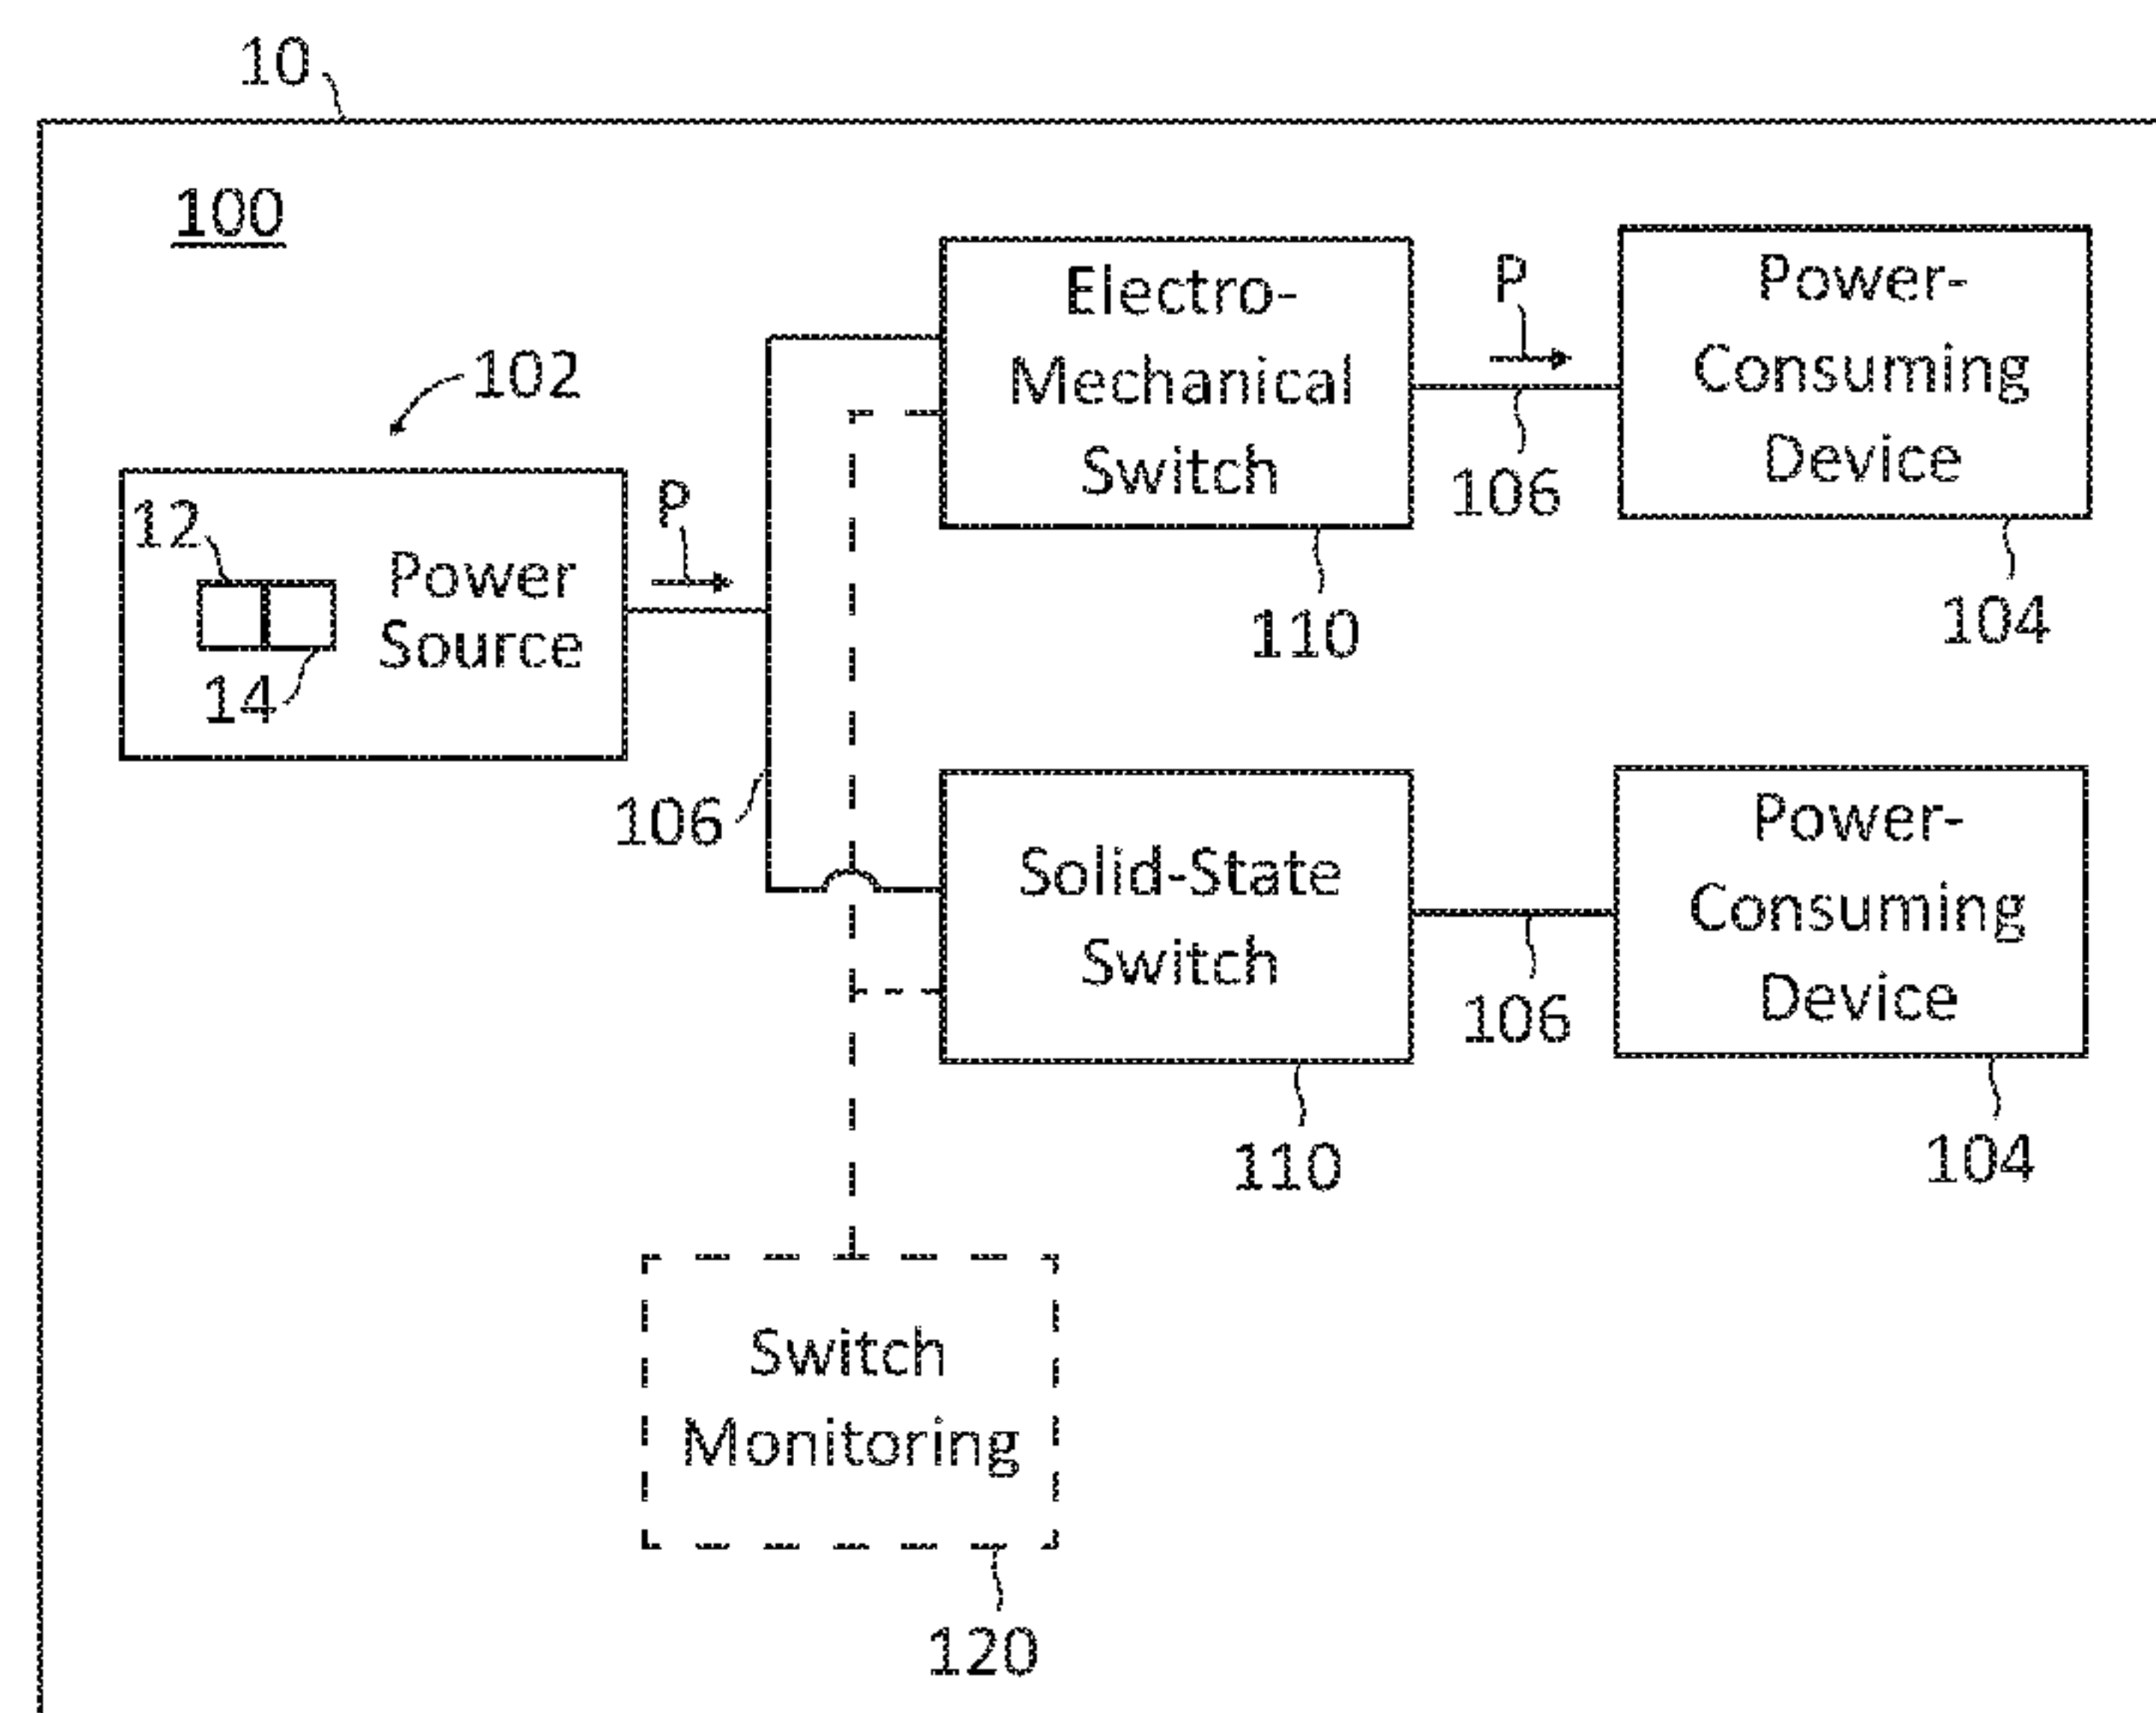 10
100
102
12
14
Power
Source
P
106
Electro-
Mechanical
Switch
110
P
106
Power-
Consuming
Device
104
Solid-State
Switch
110
106
Power-
Consuming
Device
104
Switch
Monitoring
120